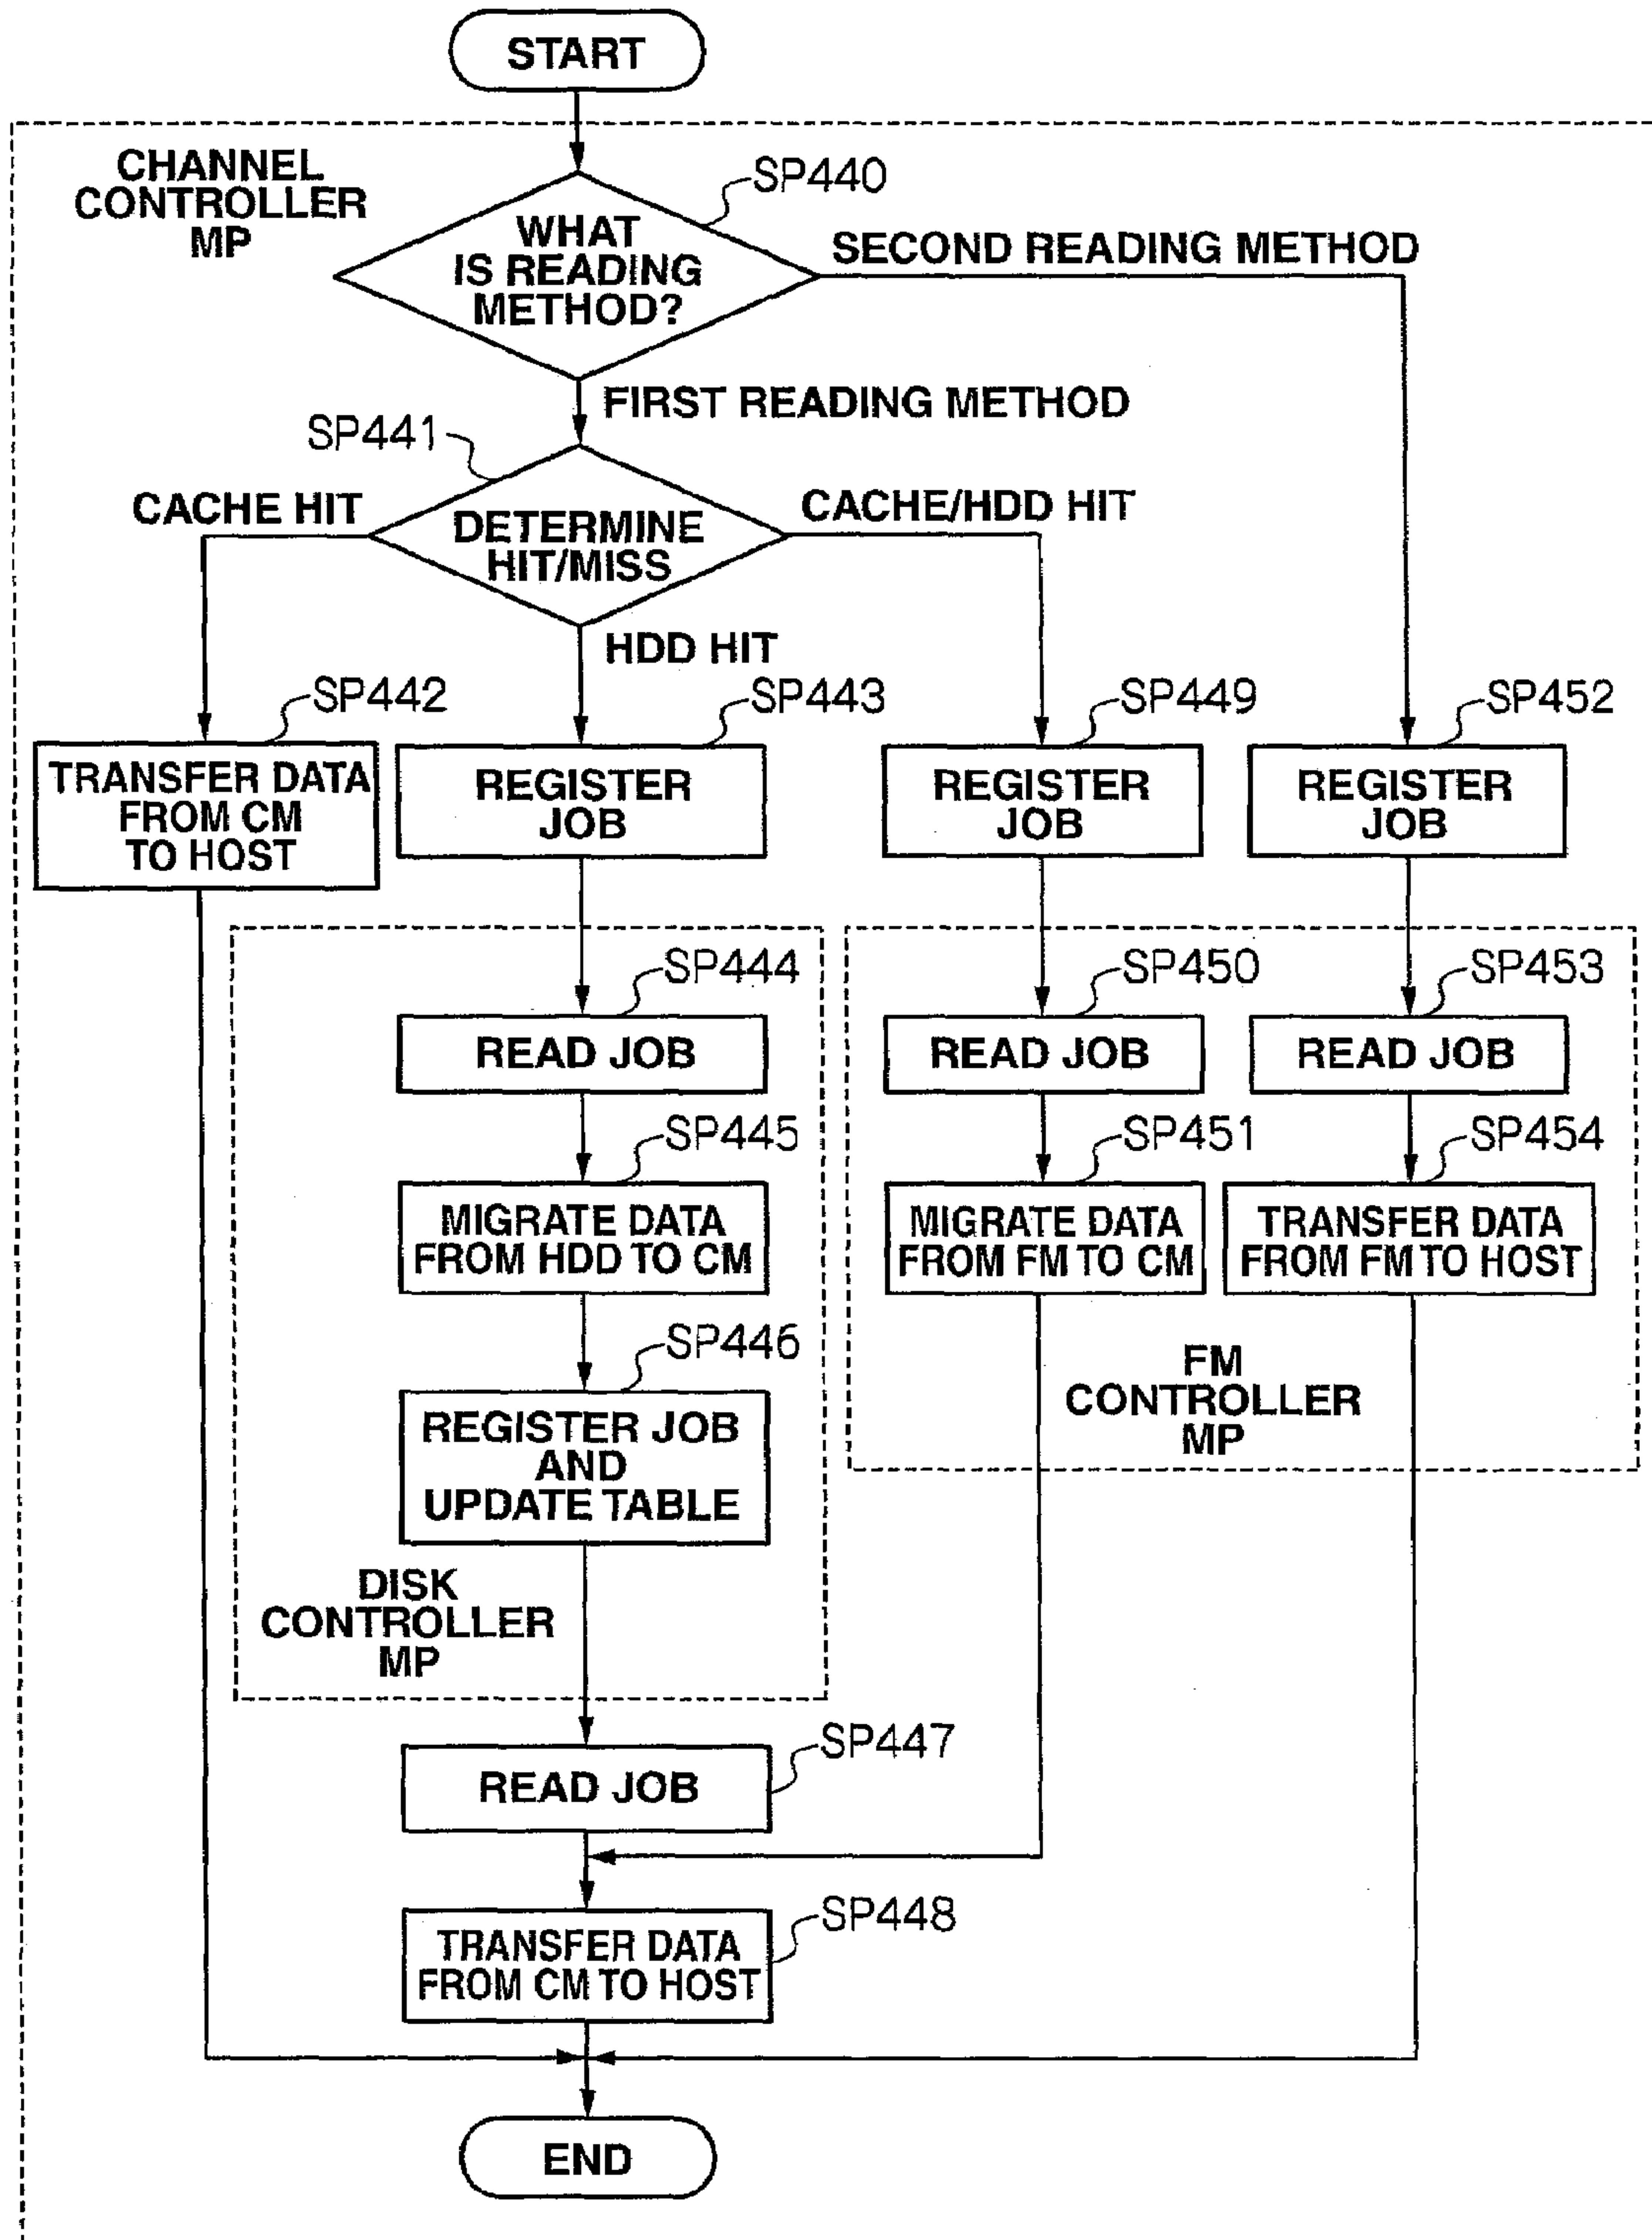 START
CHANNEL
CONTROLLER
MP
SP440
WHAT
IS READING
METHOD?
SECOND READING METHOD
FIRST READING METHOD
SP441
CACHE HIT
DETERMINE
HIT/MISS
CACHE/HDD HIT
HDD HIT
SP442
TRANSFER DATA
FROM CM
TO HOST
SP443
REGISTER
JOB
SP449
REGISTER
JOB
SP452
REGISTER
JOB
SP444
READ JOB
SP445
MIGRATE DATA
FROM HDD TO CM
SP446
REGISTER JOB
AND
UPDATE TABLE
DISK
CONTROLLER
MP
SP450
READ JOB
SP451
MIGRATE DATA
FROM FM TO CM
SP453
READ JOB
SP454
TRANSFER DATA
FROM FM TO HOST
FM
CONTROLLER
MP
SP447
READ JOB
SP448
TRANSFER DATA
FROM CM TO HOST
END